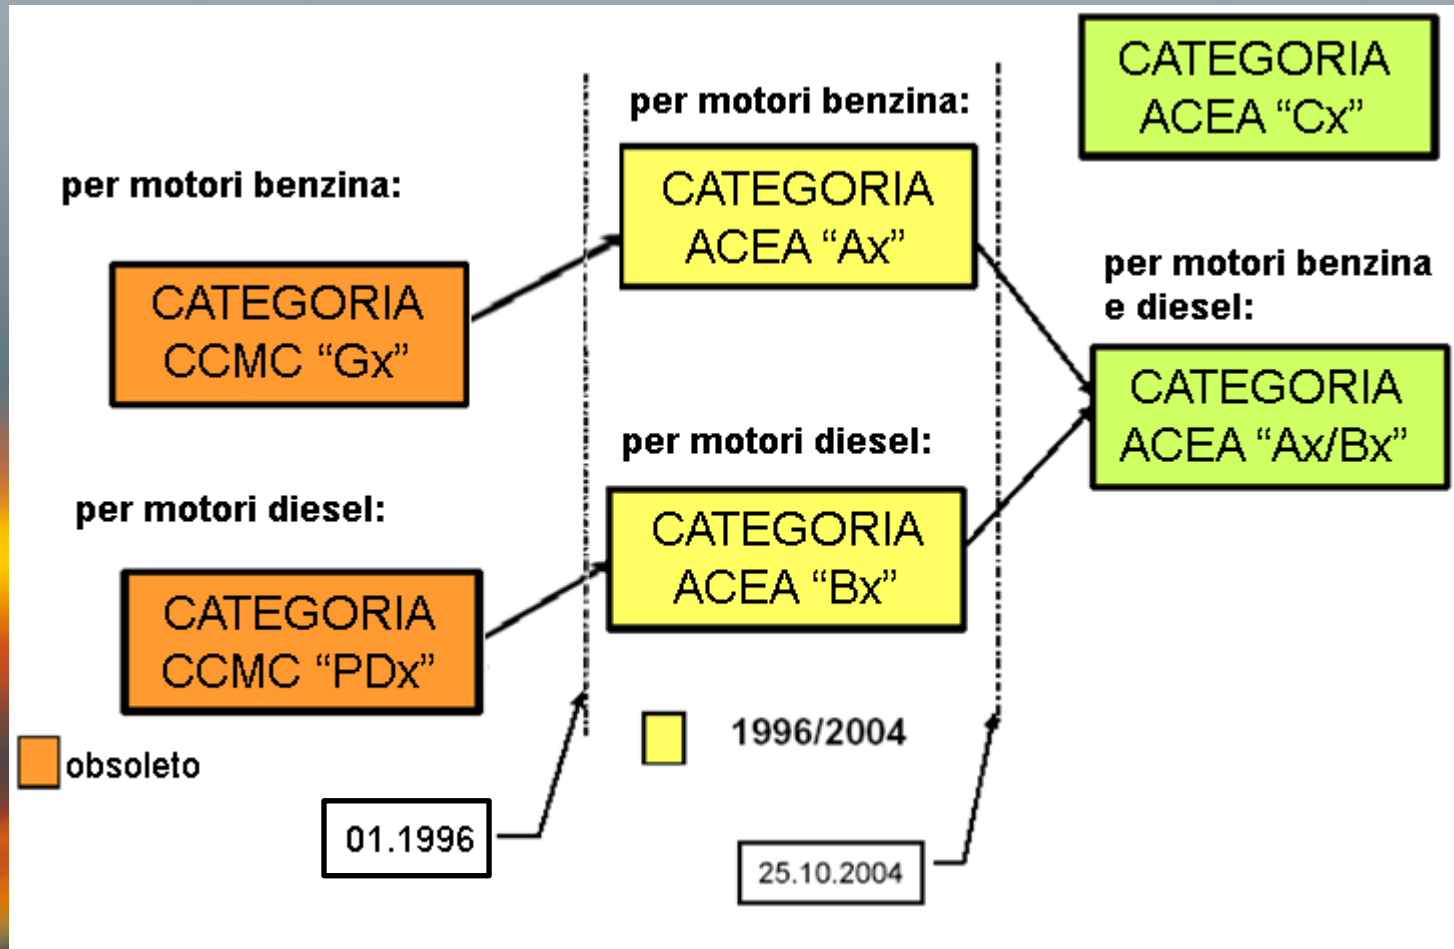 per motori benzina:
CATEGORIA
CCMC “Gx”
per motori diesel:
CATEGORIA
CCMC “PDx”
obsoleto
01.1996
per motori benzina:
CATEGORIA
ACEA “Ax”
per motori diesel:
CATEGORIA
ACEA “Bx”
1996/2004
25.10.2004
CATEGORIA
ACEA “Cx”
per motori benzina
e diesel:
CATEGORIA
ACEA “Ax/Bx”